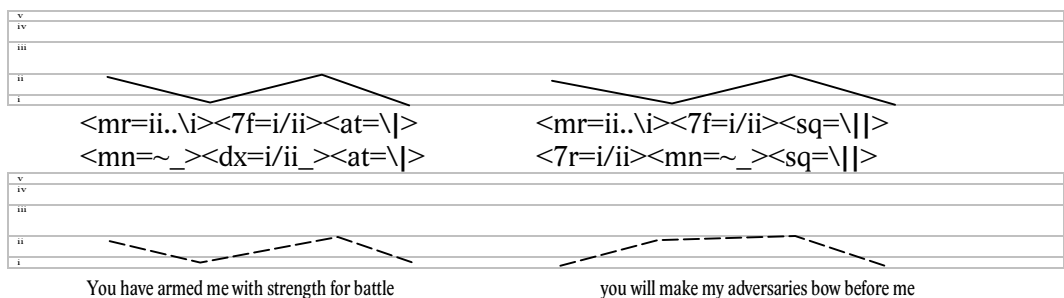 v
iv
iii
ii
i
<mr=ii..\i><7f=i/ii><at=\|> <mr=ii..\i><7f=i/ii><sq=\||>
<mn=~_><dx=i/ii_><at=\|> <7r=i/ii><mn=~_><sq=\||>
v
iv
iii
ii
i
You have armed me with strength for battle you will make my adversaries bow before me